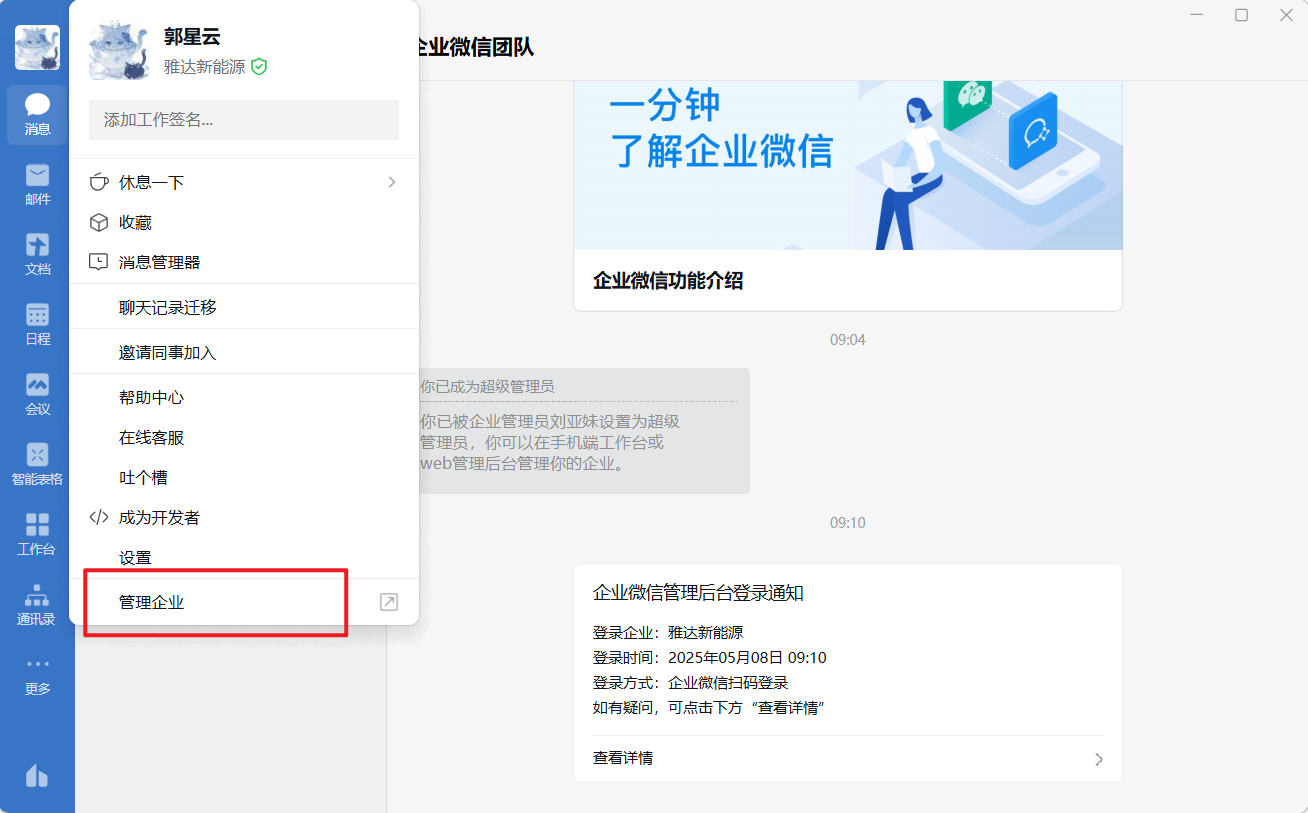 消息
邮件
文档
日程
会议
智能表格
工作台
通讯录
更多
郭星云
雅达新能源
添加工作签名...
休息一下
收藏
消息管理器
聊天记录迁移
邀请同事加入
帮助中心
在线客服
吐个槽
成为开发者
设置
管理企业
企业微信团队
一分钟
了解企业微信
企业微信功能介绍
09:04
你已成为超级管理员
你已被企业管理员刘亚妹设置为超级
管理员，你可以在手机端工作台或
web管理后台管理你的企业。
09:10
企业微信管理后台登录通知
登录企业：雅达新能源
登录时间：2025年05月08日 09:10
登录方式：企业微信扫码登录
如有疑问，可点击下方“查看详情”
查看详情